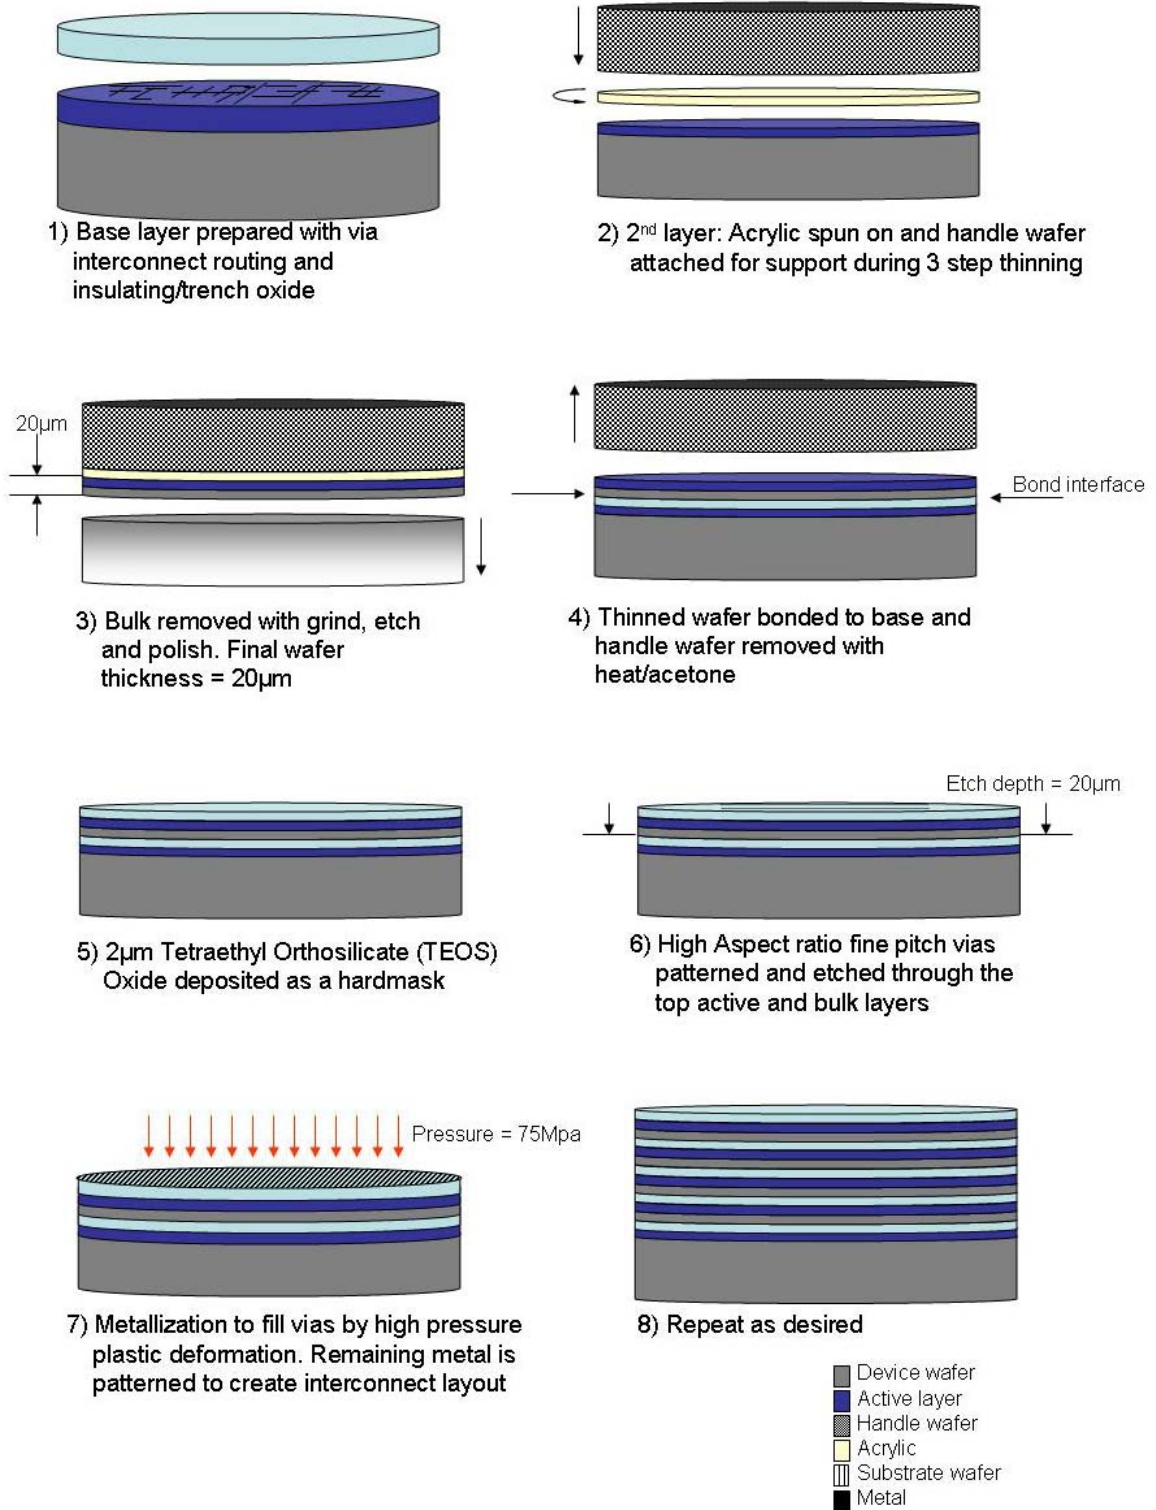 1) Base layer prepared with via
interconnect routing and
insulating/trench oxide
2) 2nd layer: Acrylic spun on and handle wafer
attached for support during 3 step thinning
20µm
3) Bulk removed with grind, etch
and polish. Final wafer
thickness = 20µm
Bond interface
4) Thinned wafer bonded to base and
handle wafer removed with
heat/acetone
5) 2µm Tetraethyl Orthosilicate (TEOS)
Oxide deposited as a hardmask
Etch depth = 20µm
6) High Aspect ratio fine pitch vias
patterned and etched through the
top active and bulk layers
Pressure = 75Mpa
7) Metallization to fill vias by high pressure
plastic deformation. Remaining metal is
patterned to create interconnect layout
8) Repeat as desired
Device wafer
Active layer
Handle wafer
Acrylic
Substrate wafer
Metal